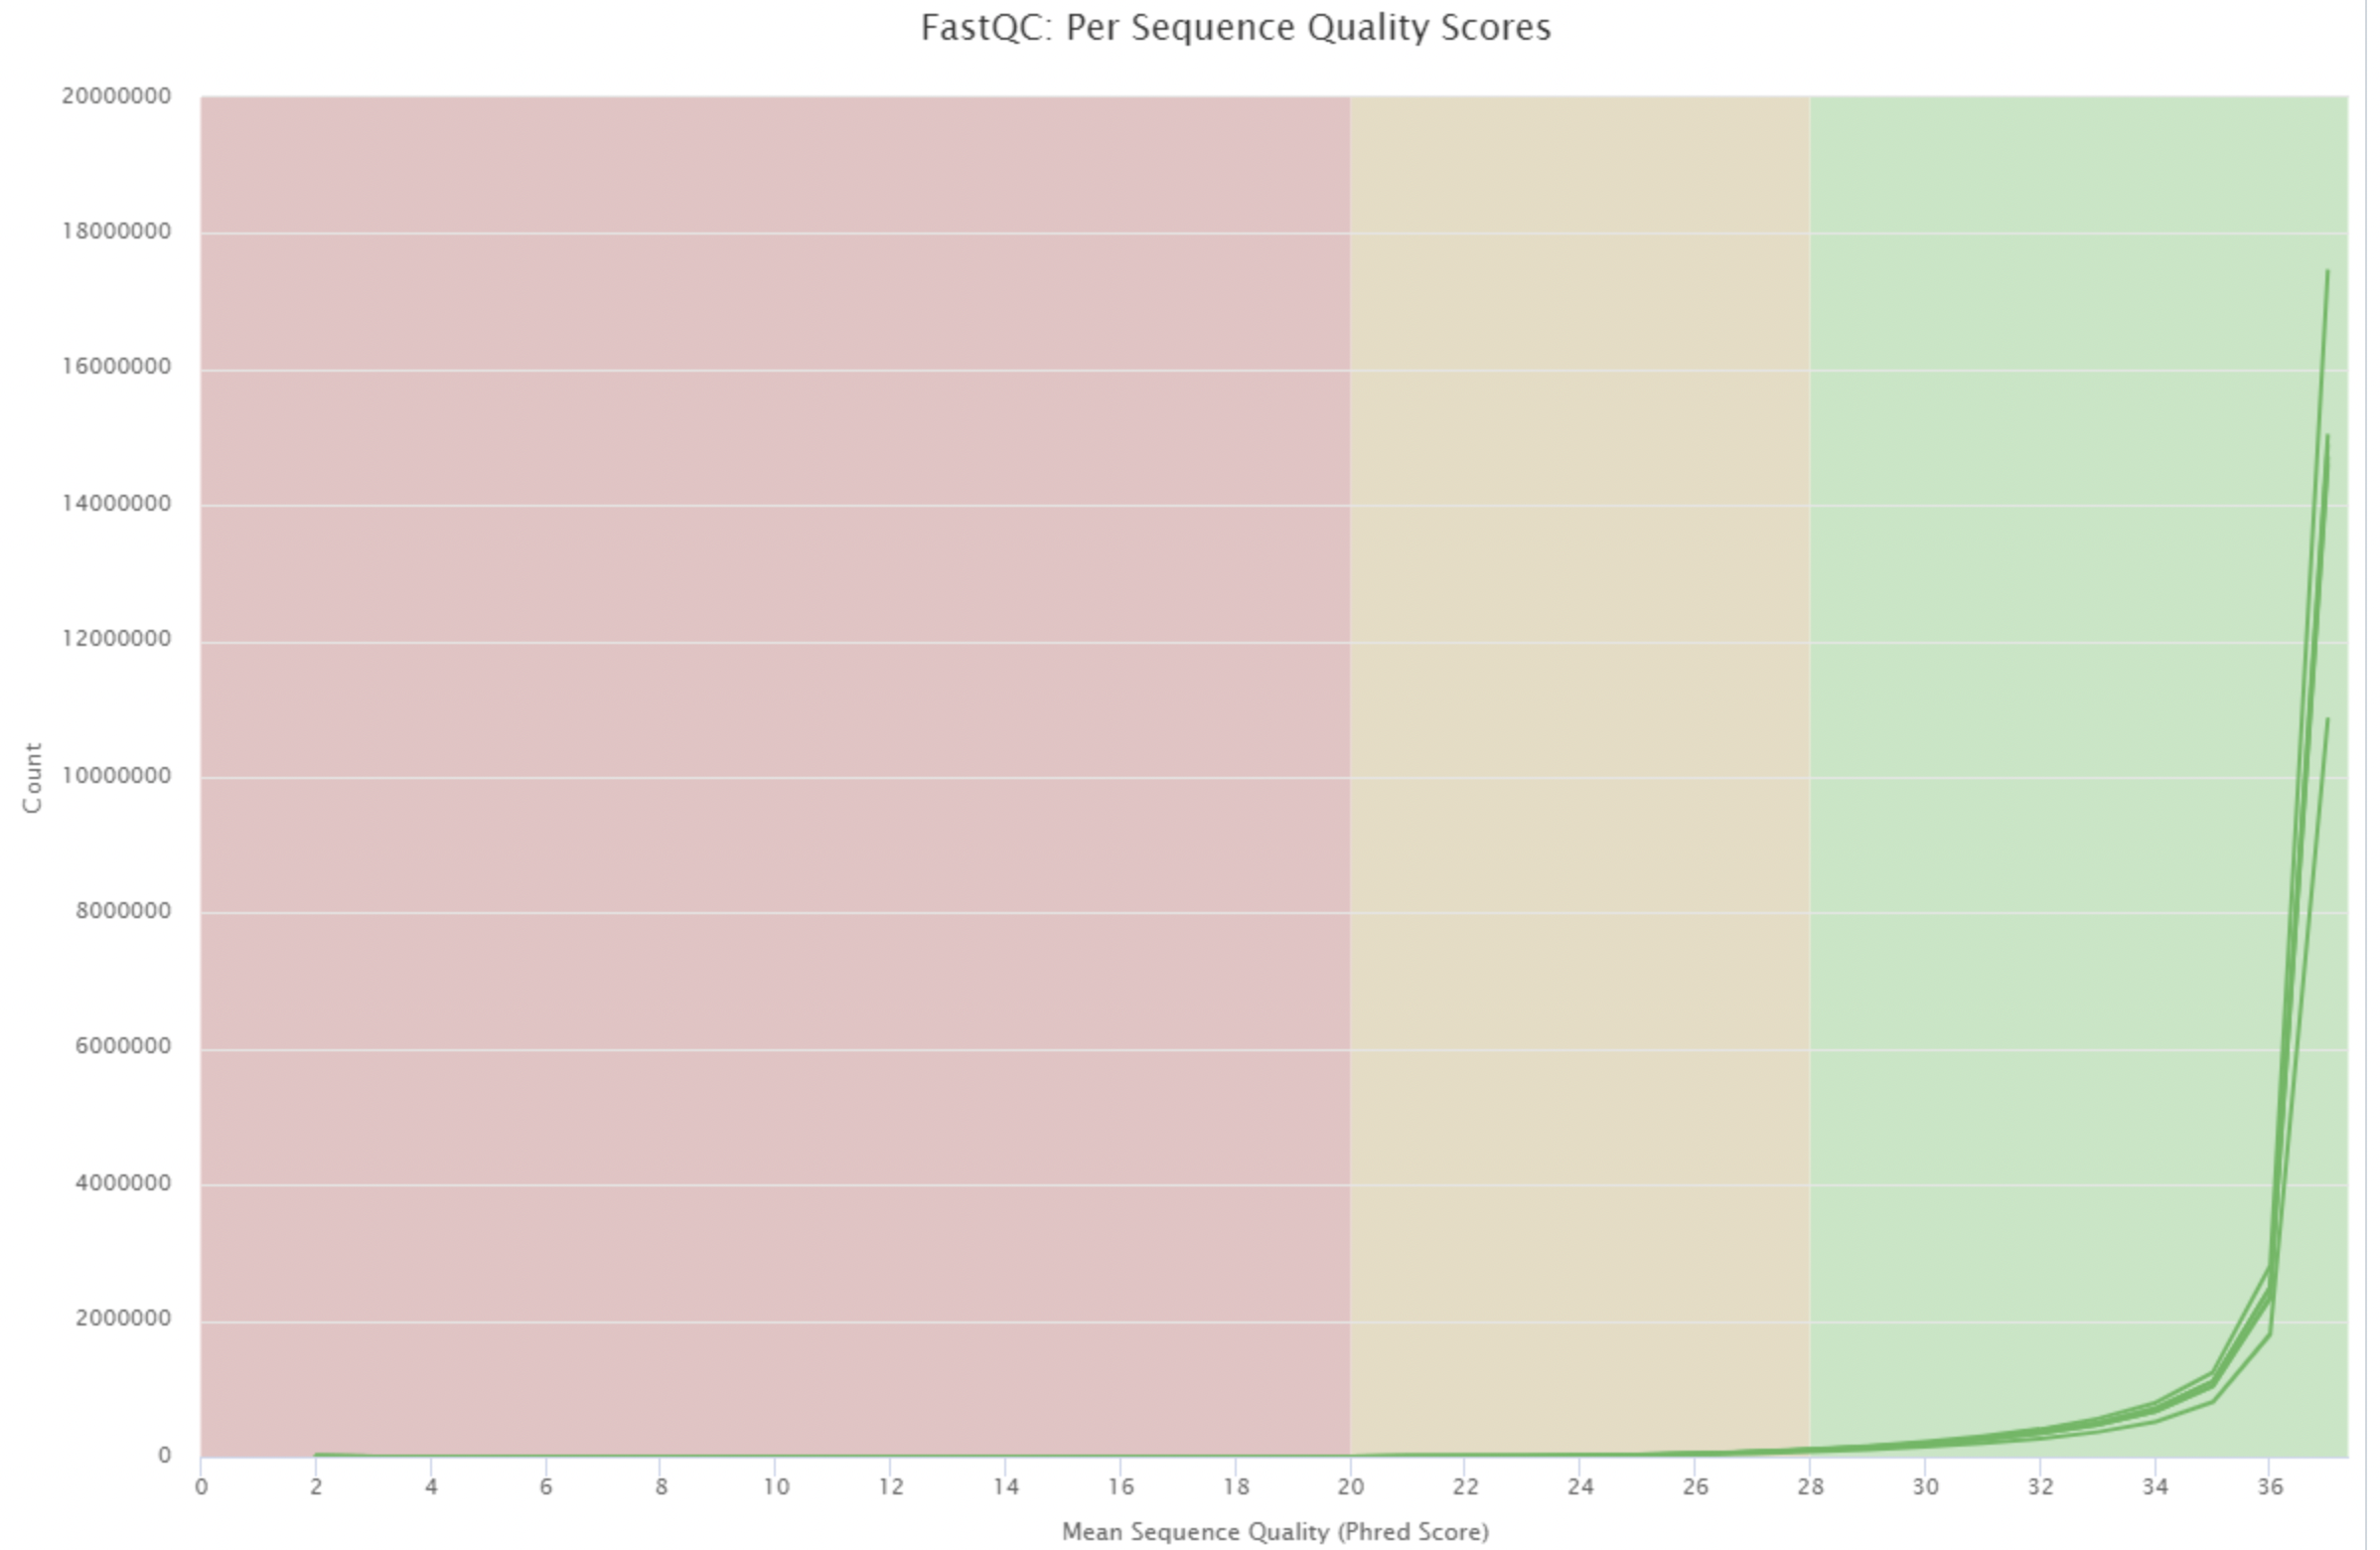 FastQC: Per Sequence Quality Scores
20000000
18000000
16000000
14000000
12000000
10000000
8000000
6000000
4000000
2000000
0
Count
0 2 4 6 8 10 12 14 16 18 20 22 24 26 28 30 32 34 36
Mean Sequence Quality (Phred Score)